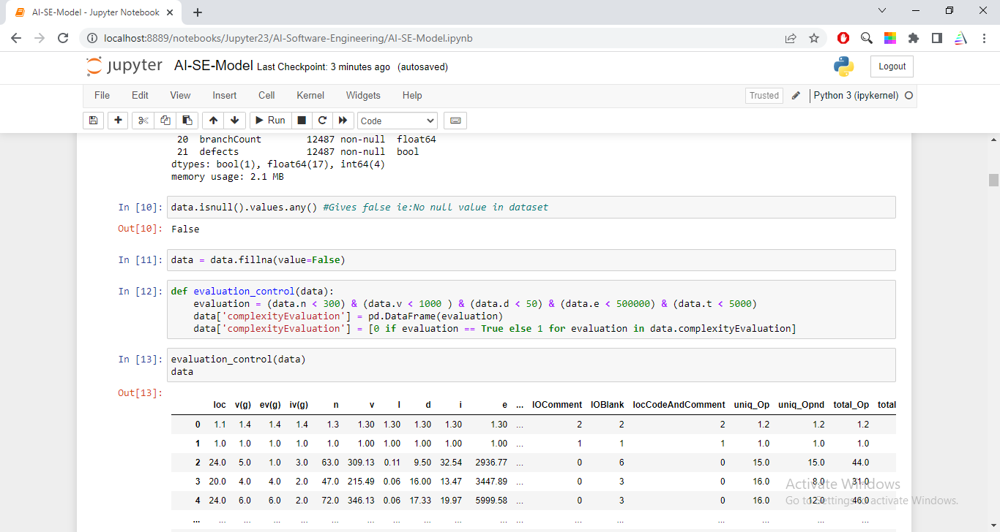 AI-SE-Model - Jupyter Notebook
localhost:8889/notebooks/Jupyter23/AI-Software-Engineering/AI-SE-Model.ipynb
jupyter AI-SE-Model Last Checkpoint: 3 minutes ago (autosaved)
Logout
File Edit View Insert Cell Kernel Widgets Help
Trusted Python 3 (ipykernel)
Run Code
20 branchCount 12487 non-null float64
21 defects 12487 non-null bool
dtypes: bool(1), float64(17), int64(4)
memory usage: 2.1 MB
In [10]: data.isnull().values.any() #Gives false ie:No null value in dataset
Out[10]: False
In [11]: data = data.fillna(value=False)
In [12]: def evaluation_control(data):
evaluation = (data.n < 300) & (data.v < 1000 ) & (data.d < 50) & (data.e < 500000) & (data.t < 5000)
data['complexityEvaluation'] = pd.DataFrame(evaluation)
data['complexityEvaluation'] = [0 if evaluation == True else 1 for evaluation in data.complexityEvaluation]
In [13]: evaluation_control(data)
data
Out[13]:
loc v(g) ev(g) iv(g) n v l d i e ... lOComment lOBlank locCodeAndComment uniq_Op uniq_Opnd total_Op total
0 1.1 1.4 1.4 1.4 1.3 1.30 1.30 1.30 1.30 1.30 ... 2 2 2 1.2 1.2 1.2
1 1.0 1.0 1.0 1.0 1.0 1.00 1.00 1.00 1.00 1.00 ... 1 1 1 1.0 1.0 1.0
2 24.0 5.0 1.0 3.0 63.0 309.13 0.11 9.50 32.54 2936.77 ... 0 6 0 15.0 15.0 44.0
3 20.0 4.0 4.0 2.0 47.0 215.49 0.06 16.00 13.47 3447.89 ... 0 3 0 16.0 8.0 31.0
4 24.0 6.0 6.0 2.0 72.0 346.13 0.06 17.33 19.97 5999.58 ... 0 3 0 16.0 12.0 46.0
... ... ... ... ... ... ... ... ... ... ... ... ... ... ... ... ...
Activate Windows
Go to Settings to activate Windows.